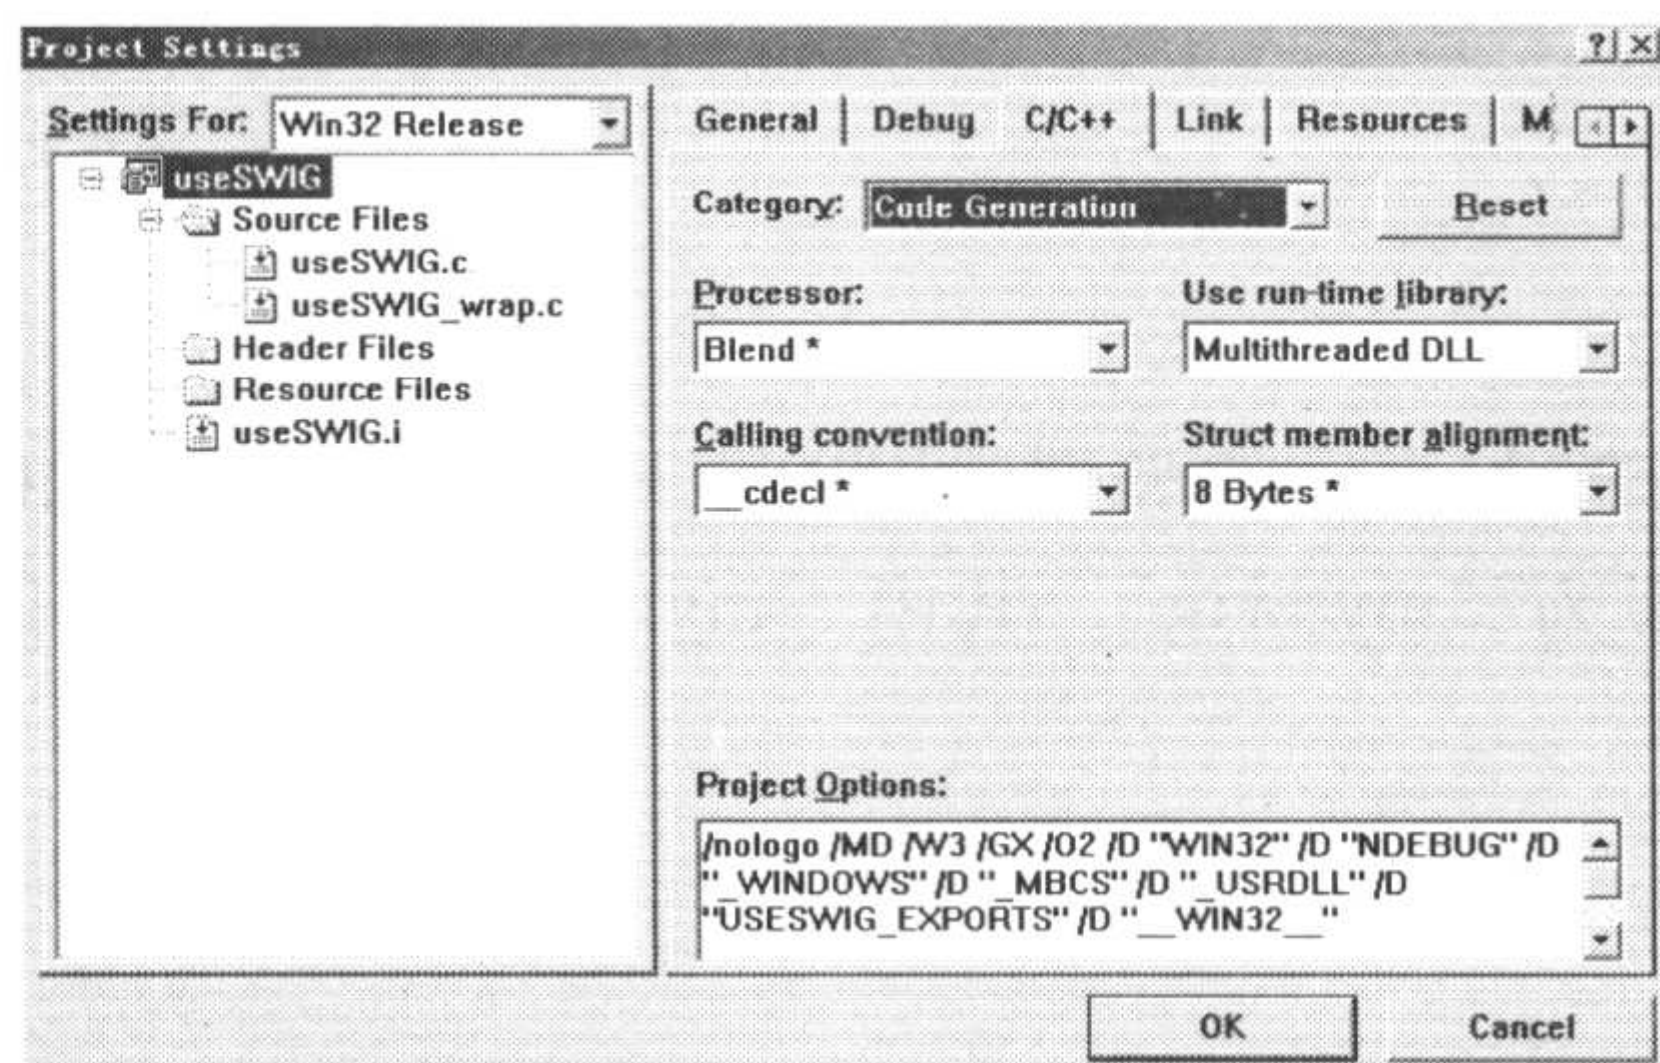 Project Settings
Settings For: Win32 Release
useSWIG
Source Files
useSWIG.c
useSWIG_wrap.c
Header Files
Resource Files
useSWIG.i
General Debug C/C++ Link Resources M
Category: Code Generation Reset
Processor: Use run-time library:
Blend * Multithreaded DLL
Calling convention: Struct member alignment:
__cdecl * 8 Bytes *
Project Options:
/nologo /MD /W3 /GX /O2 /D "WIN32" /D "NDEBUG" /D
"_WINDOWS" /D "_MBCS" /D "_USRDLL" /D
"USESWIG_EXPORTS" /D "__WIN32__"
OK Cancel